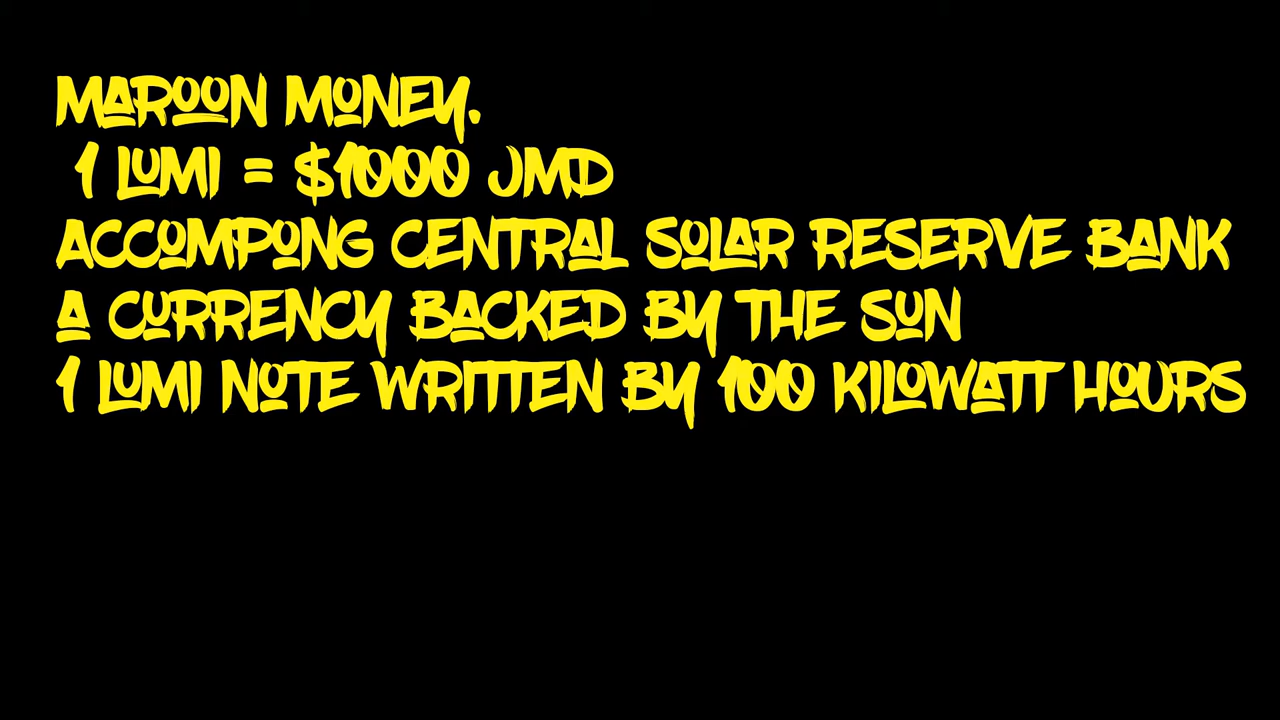 MAROON MONEY.
1 LUMI = $1000 JMD
ACCOMPONG CENTRAL SOLAR RESERVE BANK
A CURRENCY BACKED BY THE SUN
1 LUMI NOTE WRITTEN BY 100 KILOWATT HOURS